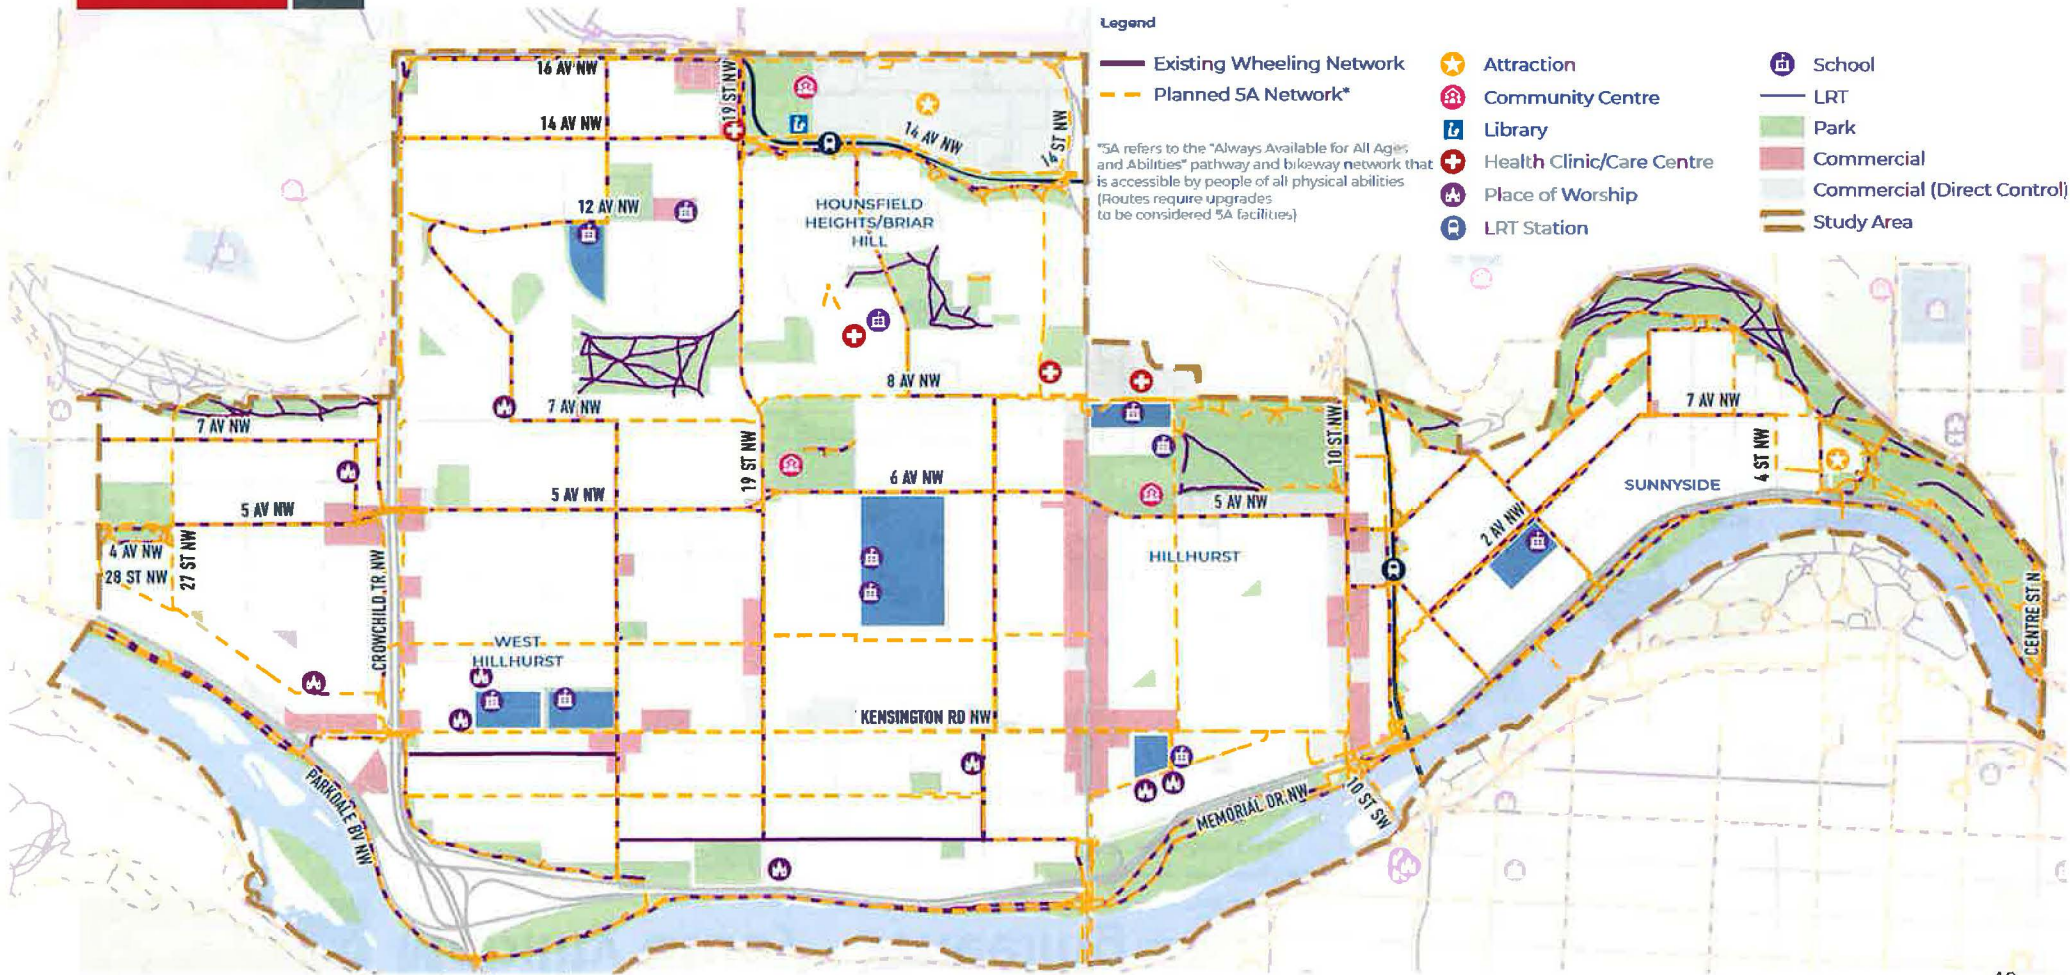 Legend
Existing Wheeling Network
Planned 5A Network*
*5A refers to the "Always Available for All Ages
and Abilities" pathway and bikeway network that
is accessible by people of all physical abilities
(Routes require upgrades
to be considered 5A facilities)
Attraction
Community Centre
Library
Health Clinic/Care Centre
Place of Worship
LRT Station
School
LRT
Park
Commercial
Commercial (Direct Control)
Study Area
16 AV NW
19 ST NW
14 AV NW
14 AV NW
14 ST NW
12 AV NW
HOUNSFIELD
HEIGHTS/BRIAR
HILL
8 AV NW
7 AV NW
7 AV NW
7 AV NW
19 ST NW
10 ST NW
4 ST NW
6 AV NW
5 AV NW
5 AV NW
5 AV NW
SUNNYSIDE
2 AV NW
4 AV NW
28 ST NW
27 ST NW
CROWCHILD TR NW
HILLHURST
WEST
HILLHURST
CENTRE ST N
KENSINGTON RD NW
PARKDALE BV NW
MEMORIAL DR NW
10 ST SW